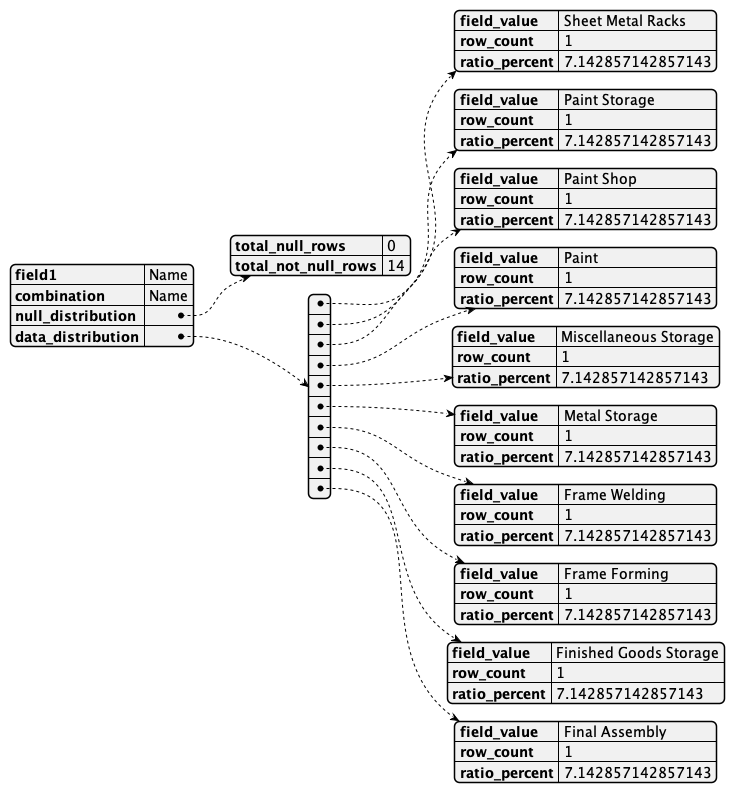 field1 Name
combination Name
null_distribution
data_distribution
total_null_rows 0
total_not_null_rows 14
field_value Sheet Metal Racks
row_count 1
ratio_percent 7.142857142857143
field_value Paint Storage
row_count 1
ratio_percent 7.142857142857143
field_value Paint Shop
row_count 1
ratio_percent 7.142857142857143
field_value Paint
row_count 1
ratio_percent 7.142857142857143
field_value Miscellaneous Storage
row_count 1
ratio_percent 7.142857142857143
field_value Metal Storage
row_count 1
ratio_percent 7.142857142857143
field_value Frame Welding
row_count 1
ratio_percent 7.142857142857143
field_value Frame Forming
row_count 1
ratio_percent 7.142857142857143
field_value Finished Goods Storage
row_count 1
ratio_percent 7.142857142857143
field_value Final Assembly
row_count 1
ratio_percent 7.142857142857143